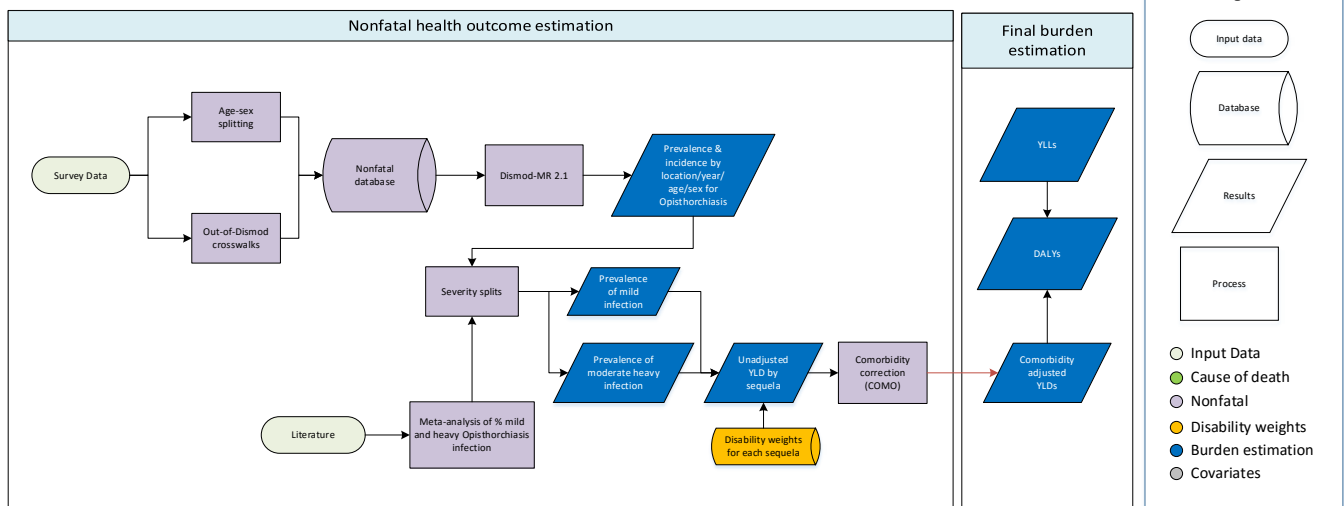 Nonfatal health outcome estimation
Final burden
estimation
Age-sex
splitting
Survey Data
Out-of-Dismod
crosswalks
Nonfatal
database
Dismod-MR 2.1
Prevalence &
incidence by
location/year/
age/sex for
Opisthorchiasis
Severity splits
Prevalence
of mild
infection
Prevalence of
moderate heavy
infection
Literature
Meta-analysis of % mild
and heavy Opisthorchiasis
infection
Unadjusted
YLD by
sequela
Disability weights
for each sequela
Comorbidity
correction
(COMO)
YLLs
DALYs
Comorbidity
adjusted
YLDs
Input data
Database
Results
Process
Input Data
Cause of death
Nonfatal
Disability weights
Burden estimation
Covariates